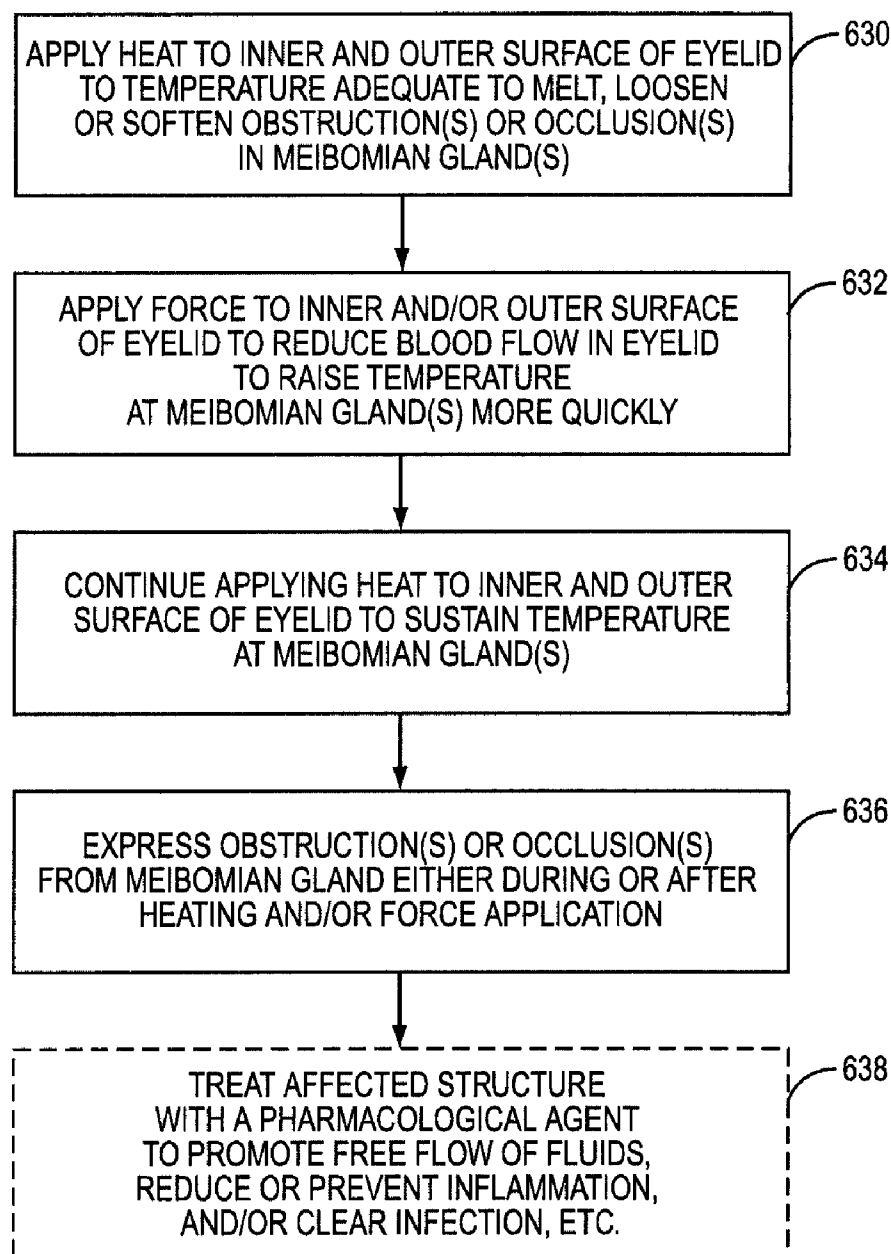 APPLY HEAT TO INNER AND OUTER SURFACE OF EYELID
TO TEMPERATURE ADEQUATE TO MELT, LOOSEN
OR SOFTEN OBSTRUCTION(S) OR OCCLUSION(S)
IN MEIBOMIAN GLAND(S)
630
APPLY FORCE TO INNER AND/OR OUTER SURFACE
OF EYELID TO REDUCE BLOOD FLOW IN EYELID
TO RAISE TEMPERATURE
AT MEIBOMIAN GLAND(S) MORE QUICKLY
632
CONTINUE APPLYING HEAT TO INNER AND OUTER
SURFACE OF EYELID TO SUSTAIN TEMPERATURE
AT MEIBOMIAN GLAND(S)
634
EXPRESS OBSTRUCTION(S) OR OCCLUSION(S)
FROM MEIBOMIAN GLAND EITHER DURING OR AFTER
HEATING AND/OR FORCE APPLICATION
636
TREAT AFFECTED STRUCTURE
WITH A PHARMACOLOGICAL AGENT
TO PROMOTE FREE FLOW OF FLUIDS,
REDUCE OR PREVENT INFLAMMATION,
AND/OR CLEAR INFECTION, ETC.
638